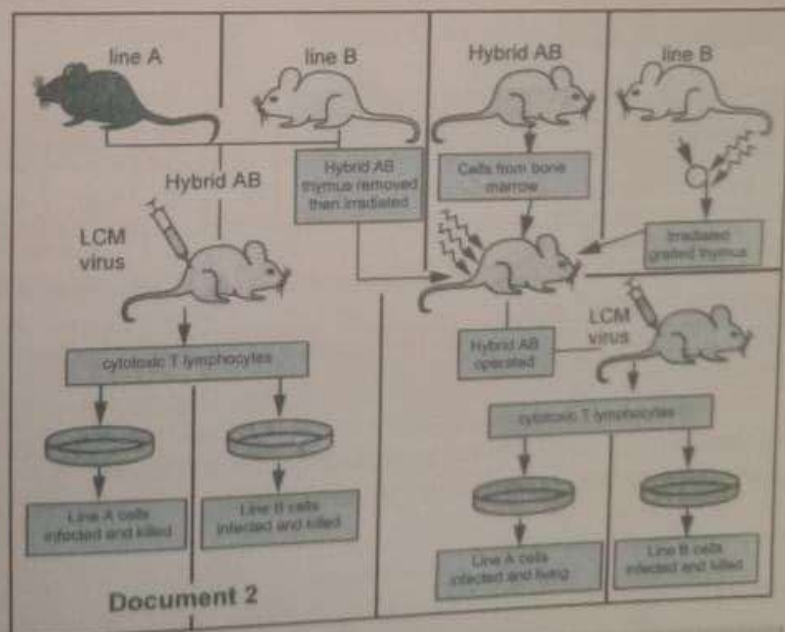 line A
line B
Hybrid AB
line B
Hybrid AB
thymus removed
then irradiated
Cells from bone
marrow
Hybrid AB
LCM
virus
Irradiated
grafted thymus
LCM
virus
Hybrid AB
operated
cytotoxic T lymphocytes
cytotoxic T lymphocytes
Line A cells
infected and killed
Line B cells
infected and killed
Line A cells
infected and living
Line B cells
infected and killed
Document 2